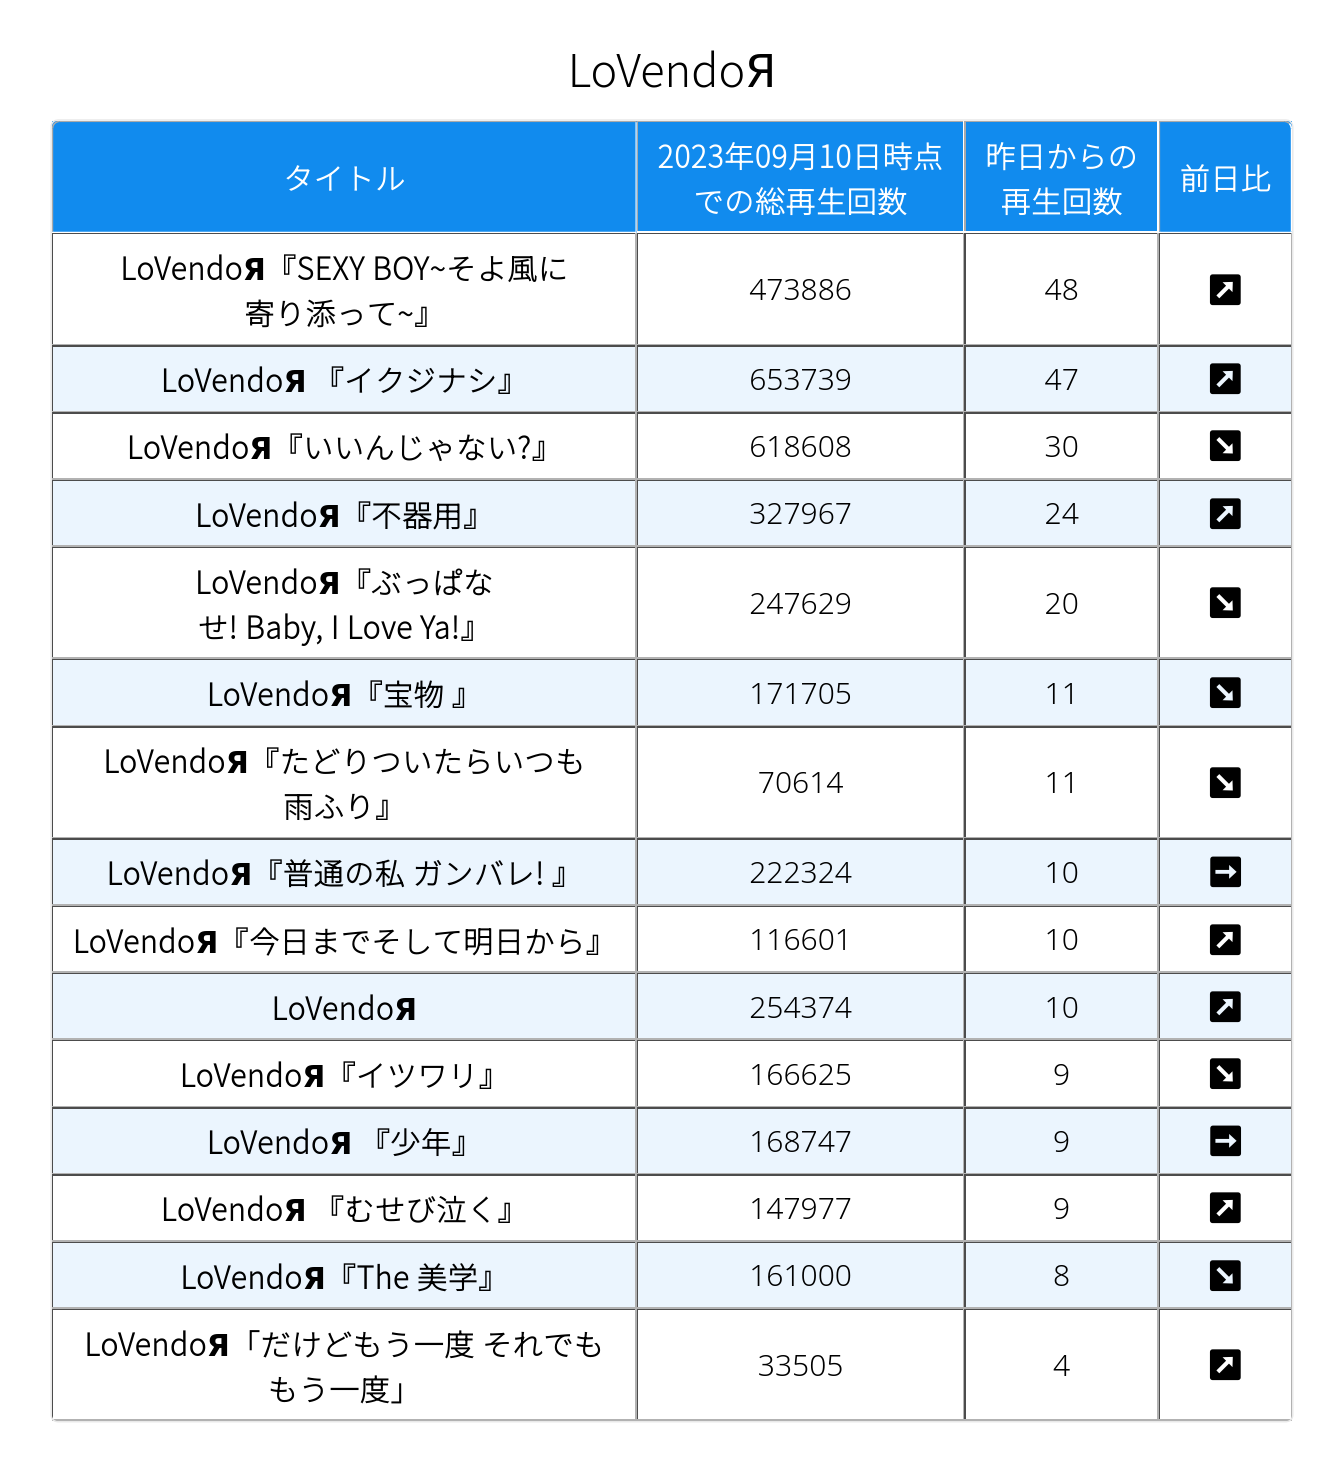 LoVendoЯ
タイトル
2023年09月10日時点
での総再生回数
昨日からの
再生回数
前日比
LoVendoЯ『SEXY BOY~そよ風に
寄り添って~』
473886
48
↗
LoVendoЯ 『イクジナシ』
653739
47
↗
LoVendoЯ『いいんじゃない?』
618608
30
↘
LoVendoЯ『不器用』
327967
24
↗
LoVendoЯ『ぶっぱな
せ! Baby, I Love Ya!』
247629
20
↘
LoVendoЯ『宝物 』
171705
11
↘
LoVendoЯ『たどりついたらいつも
雨ふり』
70614
11
↘
LoVendoЯ『普通の私 ガンバレ! 』
222324
10
→
LoVendoЯ『今日までそして明日から』
116601
10
↗
LoVendoЯ
254374
10
↗
LoVendoЯ『イツワリ』
166625
9
↘
LoVendoЯ 『少年』
168747
9
→
LoVendoЯ 『むせび泣く』
147977
9
↗
LoVendoЯ『The 美学』
161000
8
↘
LoVendoЯ「だけどもう一度 それでも
もう一度」
33505
4
↗